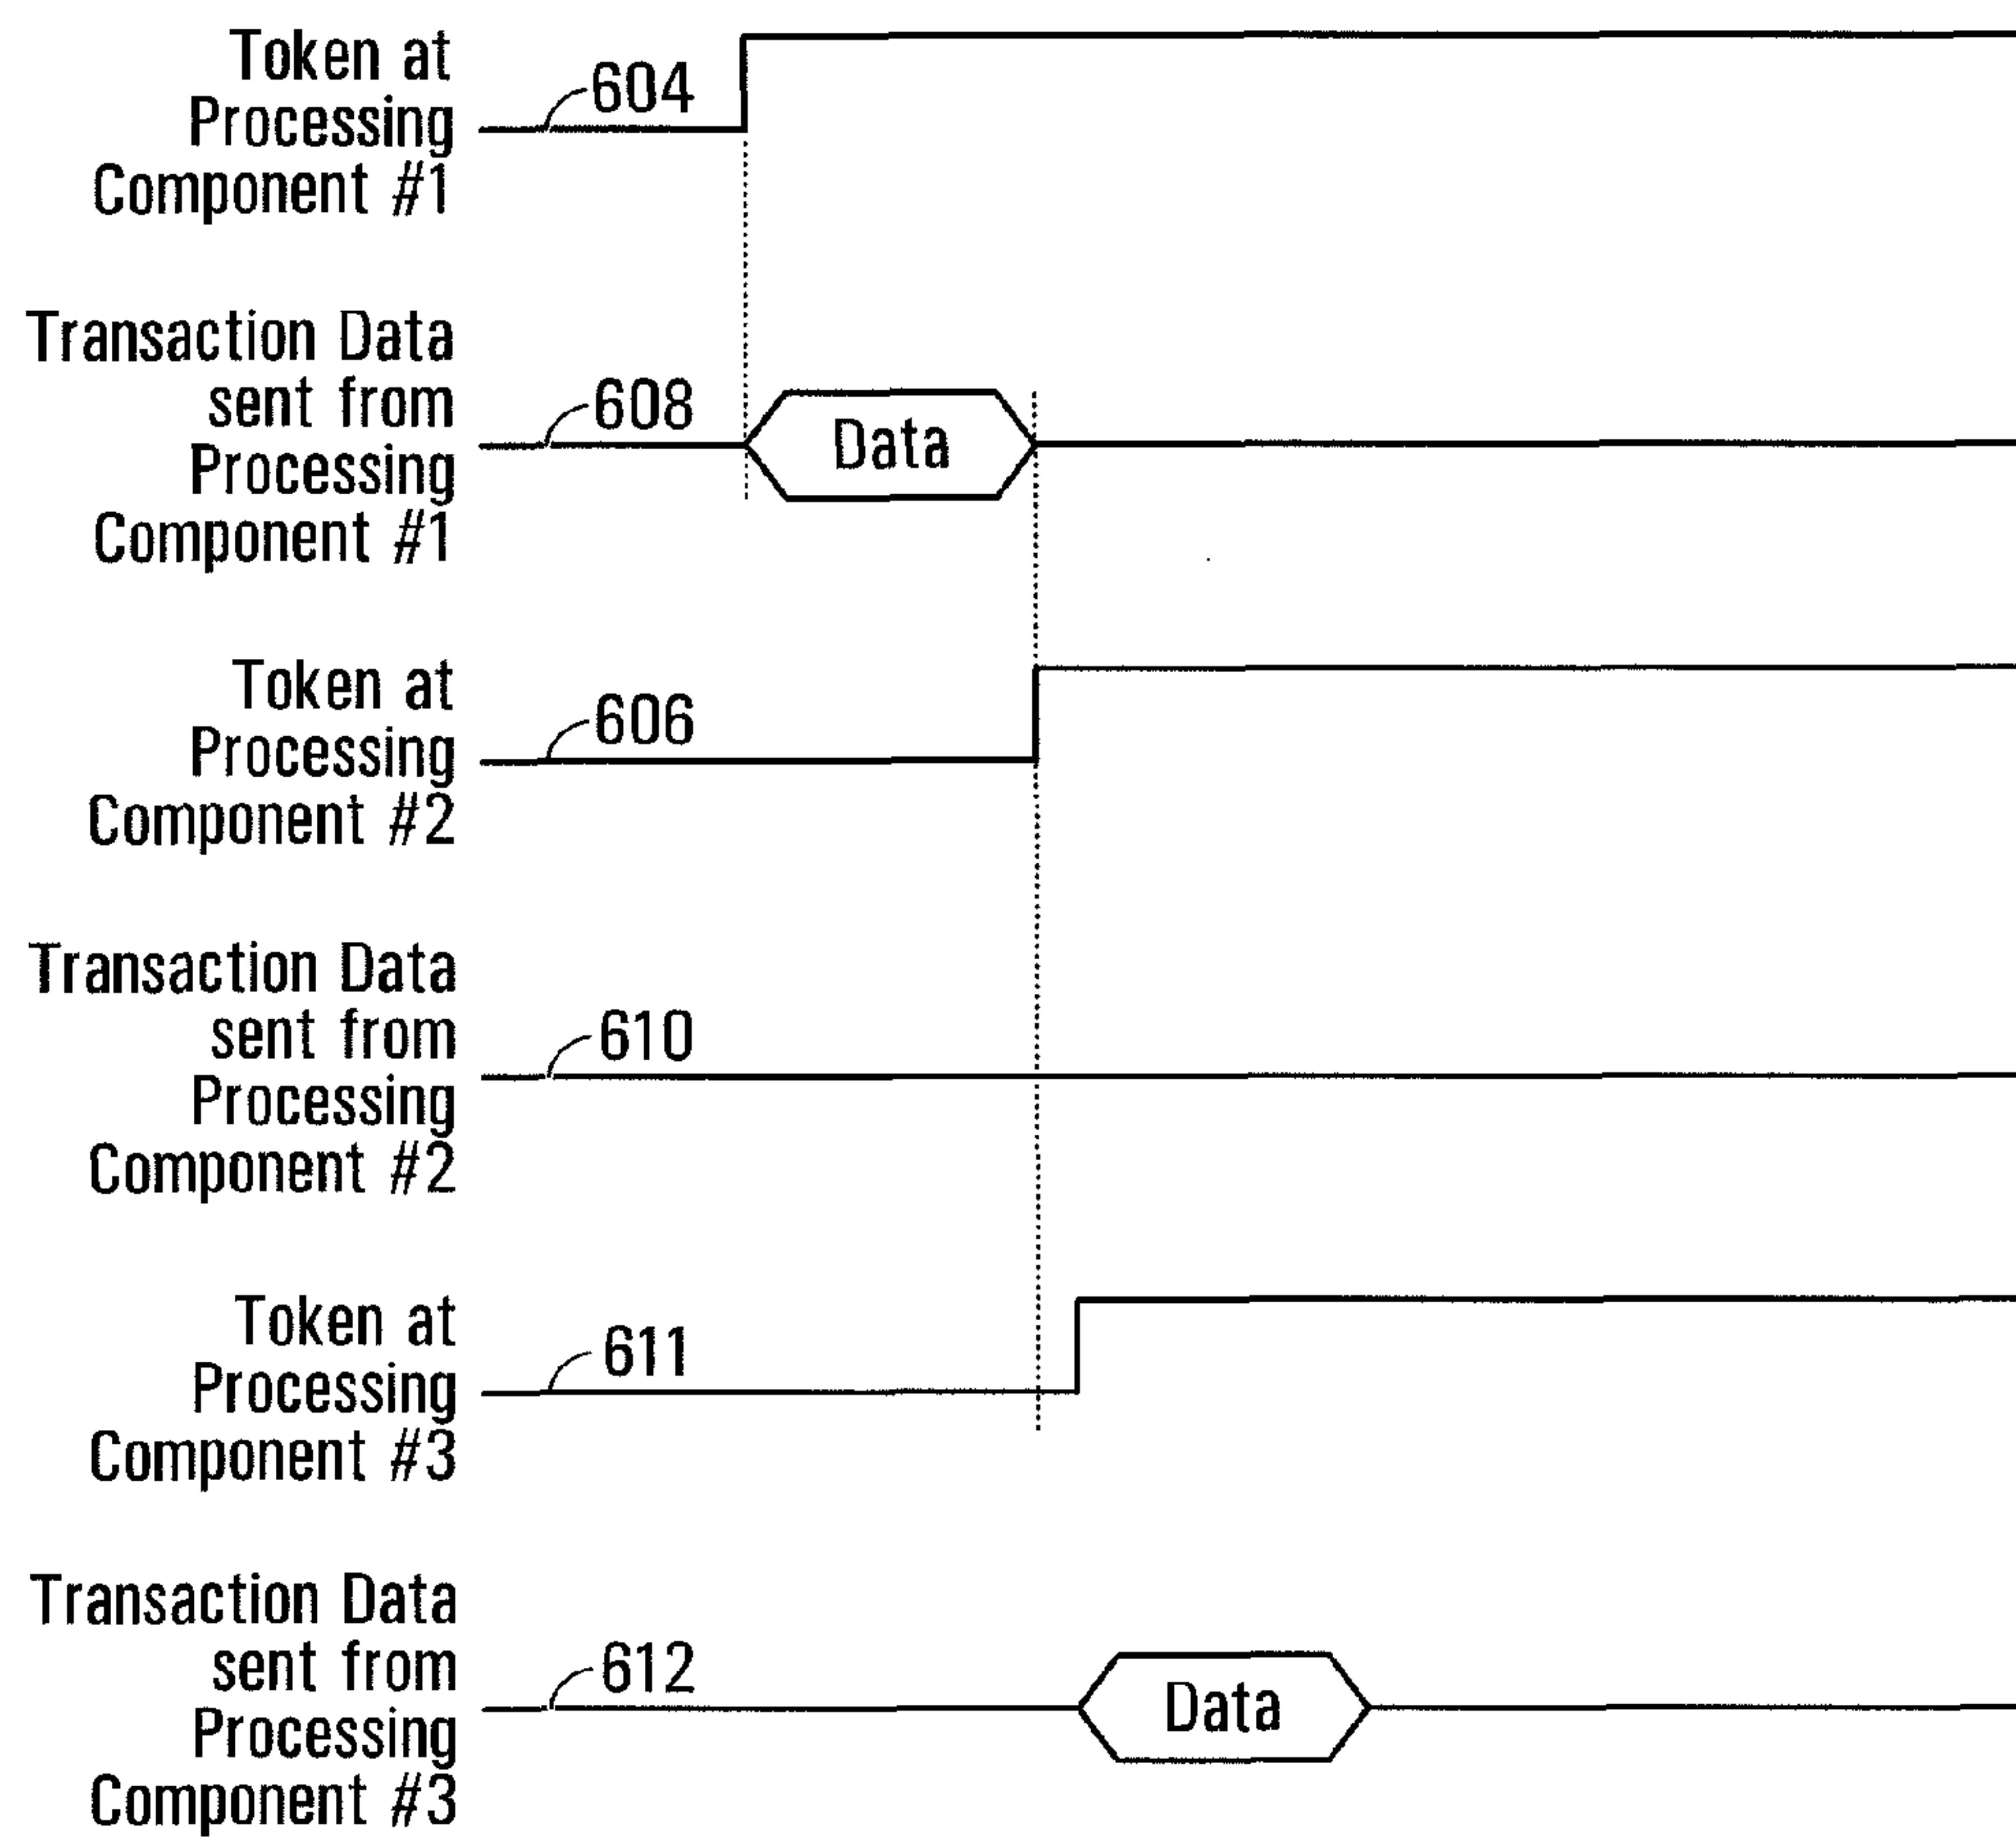 Token at
Processing
Component #1
604
Transaction Data
sent from
Processing
Component #1
608
Data
Token at
Processing
Component #2
606
Transaction Data
sent from
Processing
Component #2
610
Token at
Processing
Component #3
611
Transaction Data
sent from
Processing
Component #3
612
Data